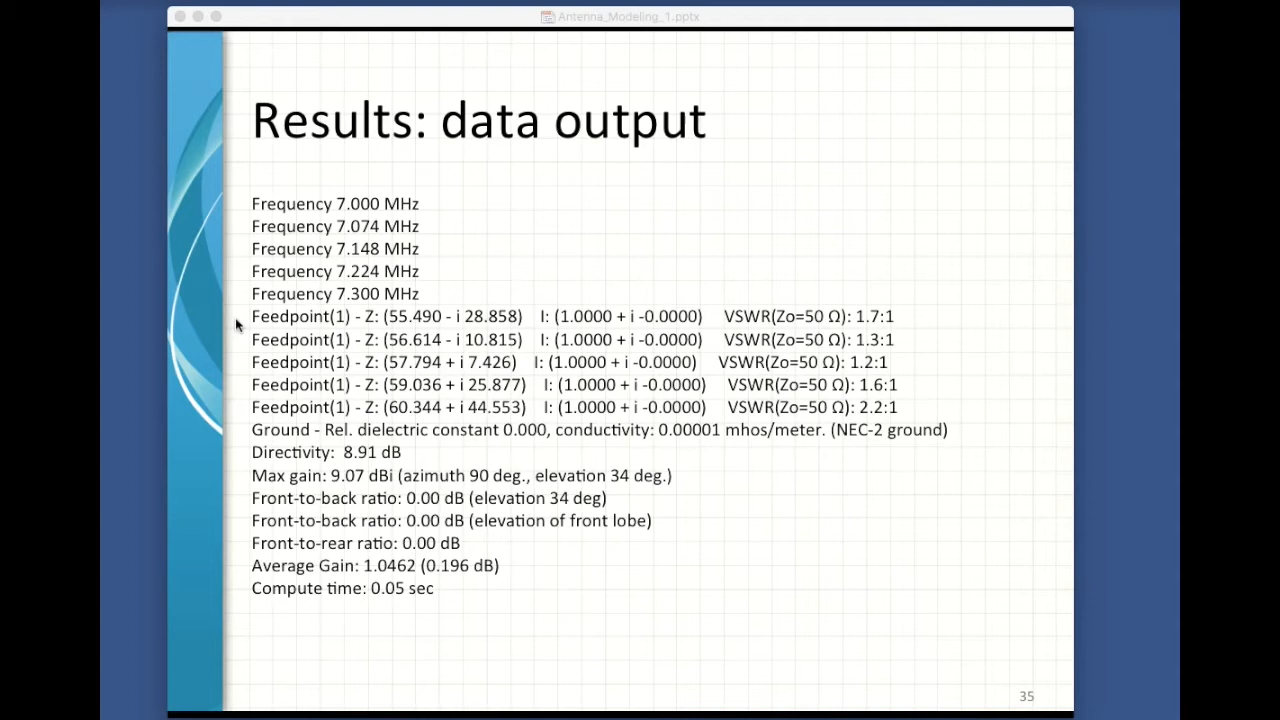 Antenna_Modeling_1.pptx
Results: data output
Frequency 7.000 MHz
Frequency 7.074 MHz
Frequency 7.148 MHz
Frequency 7.224 MHz
Frequency 7.300 MHz
Feedpoint(1) - Z: (55.490 - i 28.858)    I: (1.0000 + i -0.0000)    VSWR(Zo=50 Ω): 1.7:1
Feedpoint(1) - Z: (56.614 - i 10.815)    I: (1.0000 + i -0.0000)    VSWR(Zo=50 Ω): 1.3:1
Feedpoint(1) - Z: (57.794 + i 7.426)    I: (1.0000 + i -0.0000)    VSWR(Zo=50 Ω): 1.2:1
Feedpoint(1) - Z: (59.036 + i 25.877)    I: (1.0000 + i -0.0000)    VSWR(Zo=50 Ω): 1.6:1
Feedpoint(1) - Z: (60.344 + i 44.553)    I: (1.0000 + i -0.0000)    VSWR(Zo=50 Ω): 2.2:1
Ground - Rel. dielectric constant 0.000, conductivity: 0.00001 mhos/meter. (NEC-2 ground)
Directivity:  8.91 dB
Max gain: 9.07 dBi (azimuth 90 deg., elevation 34 deg.)
Front-to-back ratio: 0.00 dB (elevation 34 deg)
Front-to-back ratio: 0.00 dB (elevation of front lobe)
Front-to-rear ratio: 0.00 dB
Average Gain: 1.0462 (0.196 dB)
Compute time: 0.05 sec
35